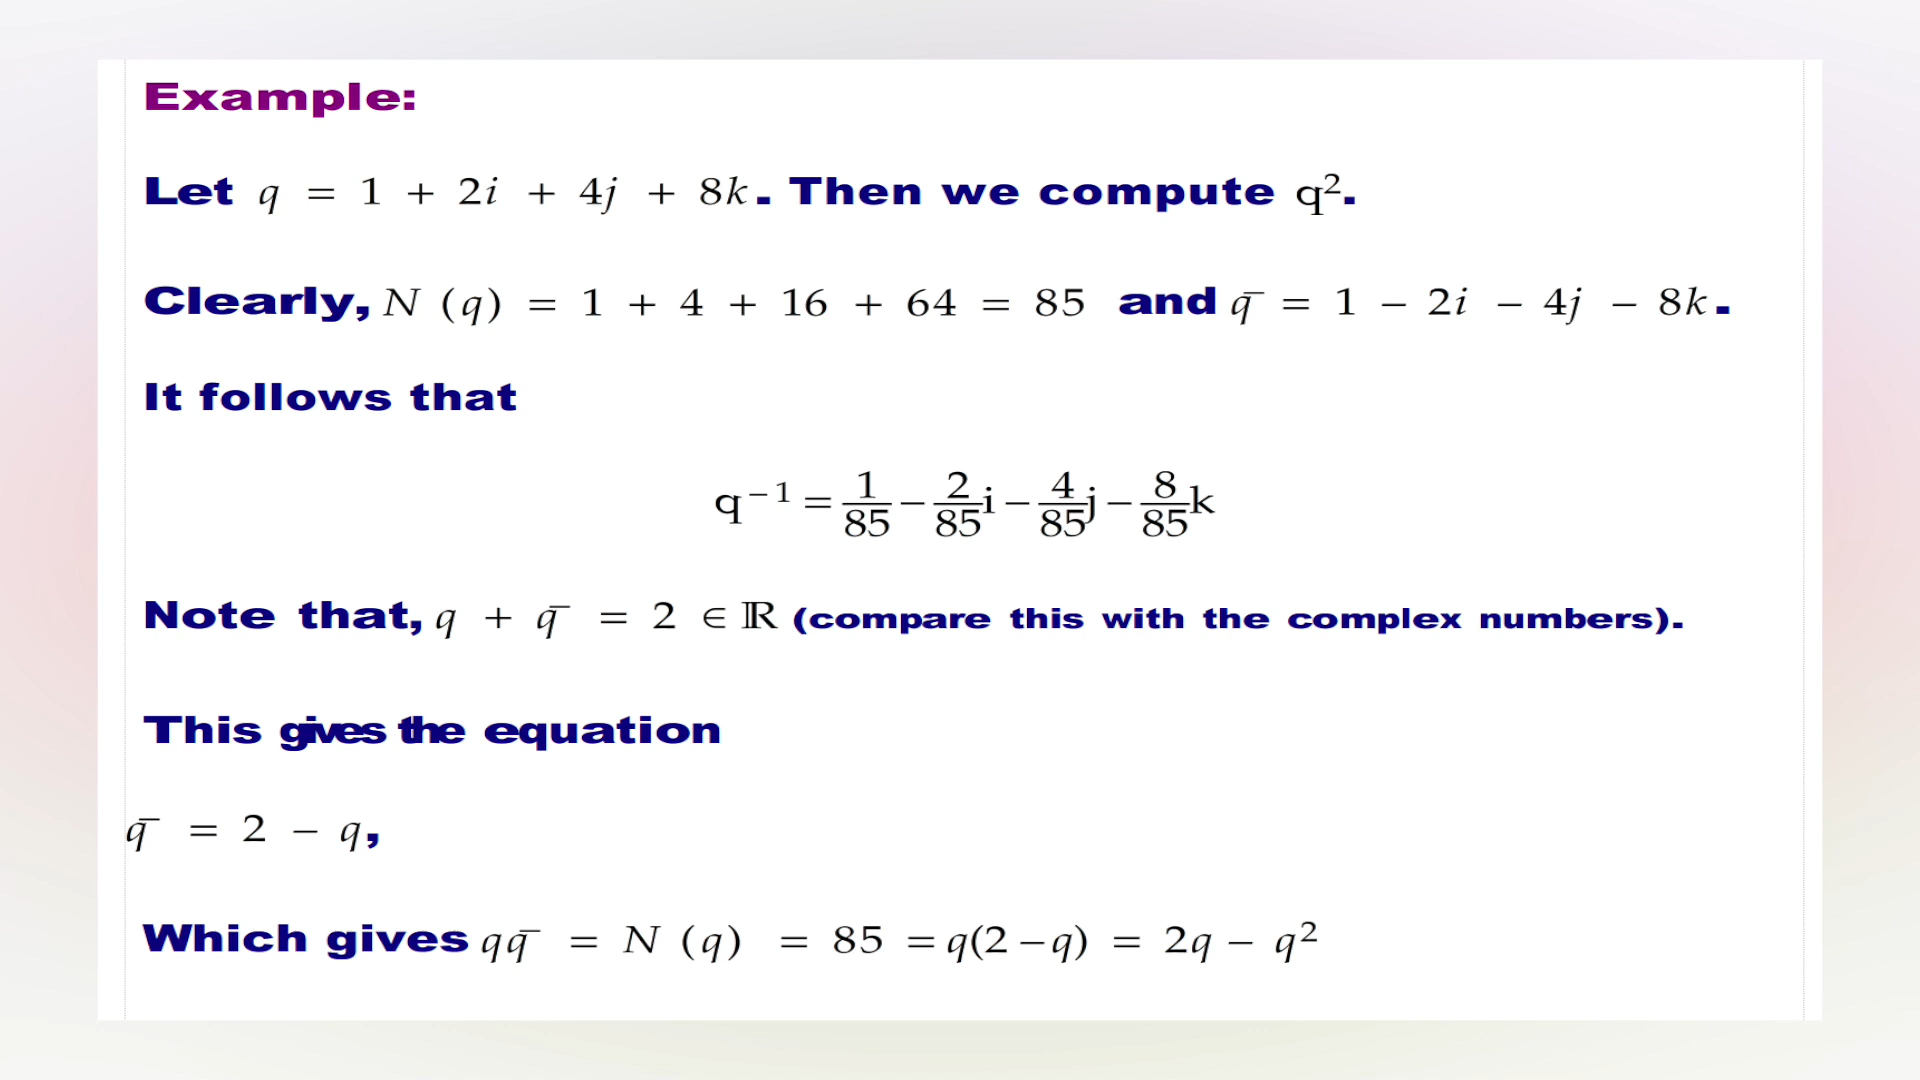 Example:
Let q = 1 + 2i + 4j + 8k. Then we compute q².
Clearly, N (q) = 1 + 4 + 16 + 64 = 85 and q̅ = 1 − 2i − 4j − 8k.
It follows that
q⁻¹ = 1/85 − 2/85 i − 4/85 j − 8/85 k
Note that, q + q̅ = 2 ∈ ℝ (compare this with the complex numbers).
This gives the equation
q̅ = 2 − q,
Which gives qq̅ = N (q) = 85 = q(2 − q) = 2q − q²